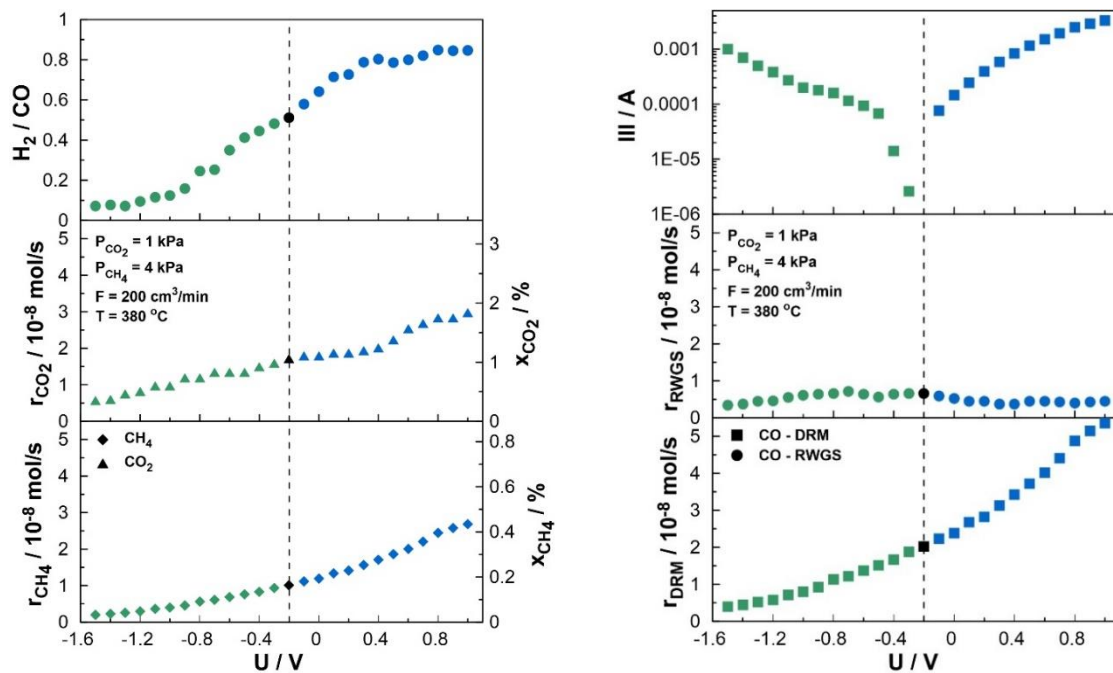 H2 / CO
1
0.8
0.6
0.4
0.2
0
rCO2 / 10-8 mol/s
5
4
3
2
1
0
PCO2 = 1 kPa
PCH4 = 4 kPa
F = 200 cm3/min
T = 380 oC
3
2
1
0
xCO2 / %
rCH4 / 10-8 mol/s
5
4
3
2
1
0
CH4
CO2
0.8
0.6
0.4
0.2
0
xCH4 / %
-1.6 -1.2 -0.8 -0.4 0 0.4 0.8
U / V
III / A
0.001
0.0001
1E-05
1E-06
rRWGS / 10-8 mol/s
5
4
3
2
1
0
PCO2 = 1 kPa
PCH4 = 4 kPa
F = 200 cm3/min
T = 380 oC
rDRM / 10-8 mol/s
5
4
3
2
1
0
CO - DRM
CO - RWGS
-1.6 -1.2 -0.8 -0.4 0 0.4 0.8
U / V